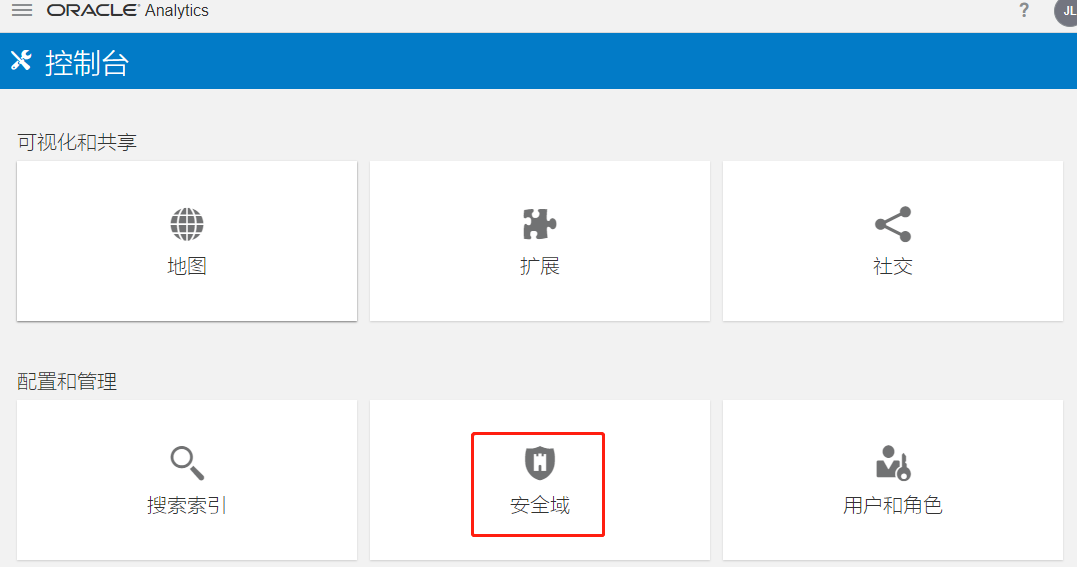 ORACLE Analytics ? JL
控制台
可视化和共享
地图 扩展 社交
配置和管理
搜索索引 安全域 用户和角色